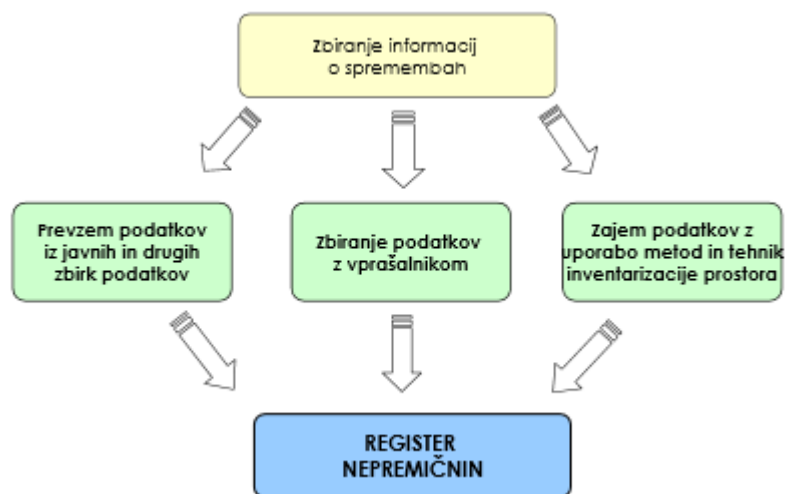 Zbiranje informacij
o spremembah
Prevzem podatkov
iz javnih in drugih
zbirk podatkov
Zbiranje podatkov
z vprašalnikom
Zajem podatkov z
uporabo metod in tehnik
inventarizacije prostora
REGISTER
NEPREMIČNIN